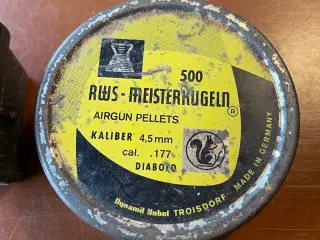 500
RWS-MEISTERKUGELN®
AIRGUN PELLETS
KALIBER 4,5mm
cal. .177
DIABOLO
Dynamit Nobel TROISDORF · MADE IN GERMANY